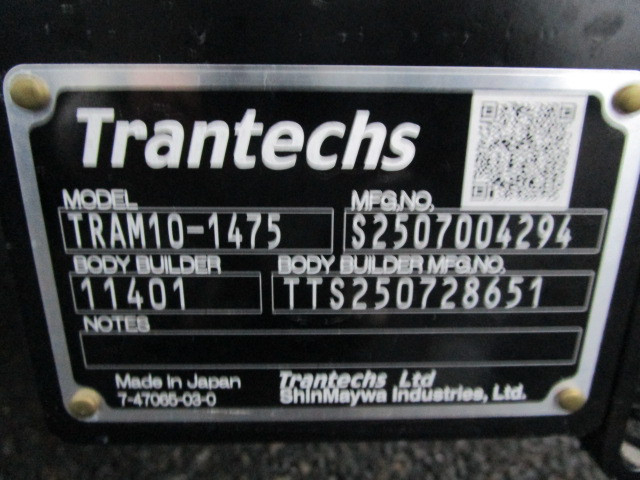 Trantechs
MODEL MFG,NO,
TRAM10-1475 S2507004294
BODY BUILDER BODY BUILDER MFG,NO,
11401 TTS250728651
NOTES
Made in Japan Trantechs Ltd
7-47065-03-0 ShinMaywa Industries, Ltd.